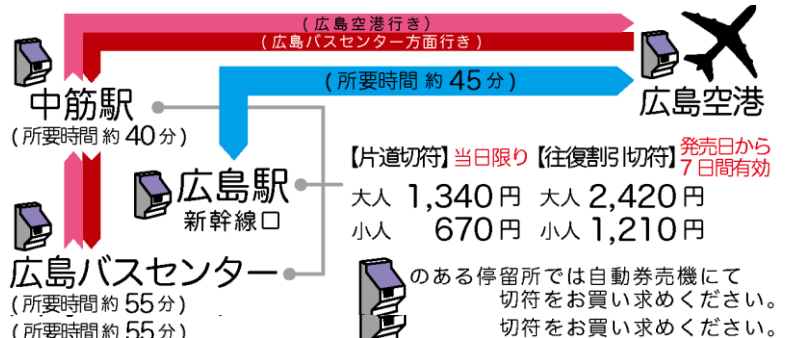 (広島空港行き)
(広島バスセンター方面行き)
(所要時間 約45分)
中筋駅
(所要時間 約40分)
広島空港
広島駅
新幹線口
【片道切符】当日限り
大人 1,340円
小人 670円
【往復割引切符】発売日から
7日間有効
大人 2,420円
小人 1,210円
広島バスセンター
(所要時間 約55分)
(所要時間 約55分)
のある停留所では自動券売機にて
切符をお買い求めください。
切符をお買い求めください。